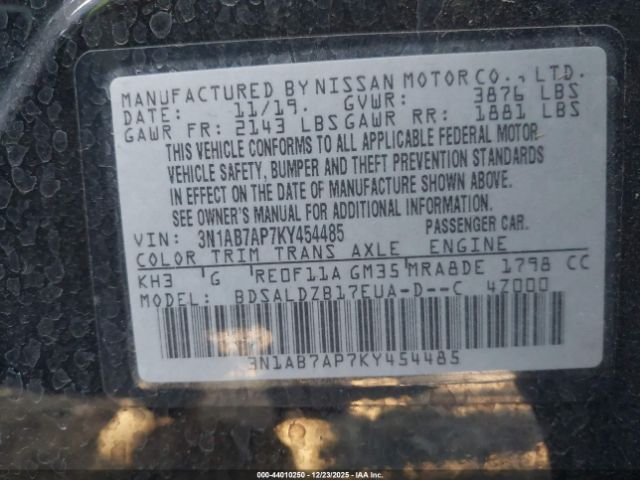 MANUFACTURED BY NISSAN MOTOR CO., LTD.
DATE: 11/19. GVWR: 3876 LBS
GAWR FR: 2143 LBS GAWR RR: 1881 LBS
THIS VEHICLE CONFORMS TO ALL APPLICABLE FEDERAL MOTOR
VEHICLE SAFETY, BUMPER AND THEFT PREVENTION STANDARDS
IN EFFECT ON THE DATE OF MANUFACTURE SHOWN ABOVE.
SEE OWNER'S MANUAL FOR ADDITIONAL INFORMATION.
VIN: 3N1AB7AP7KY454485 PASSENGER CAR.
COLOR TRIM TRANS AXLE ENGINE
KH3 G RE0F11A GM35 MRA8DE 1798 CC
MODEL: BDSALDZB17EUA-D--C 4Z000
3N1AB7AP7KY454485
000-44010250 - 12/23/2025 - IAAI.com